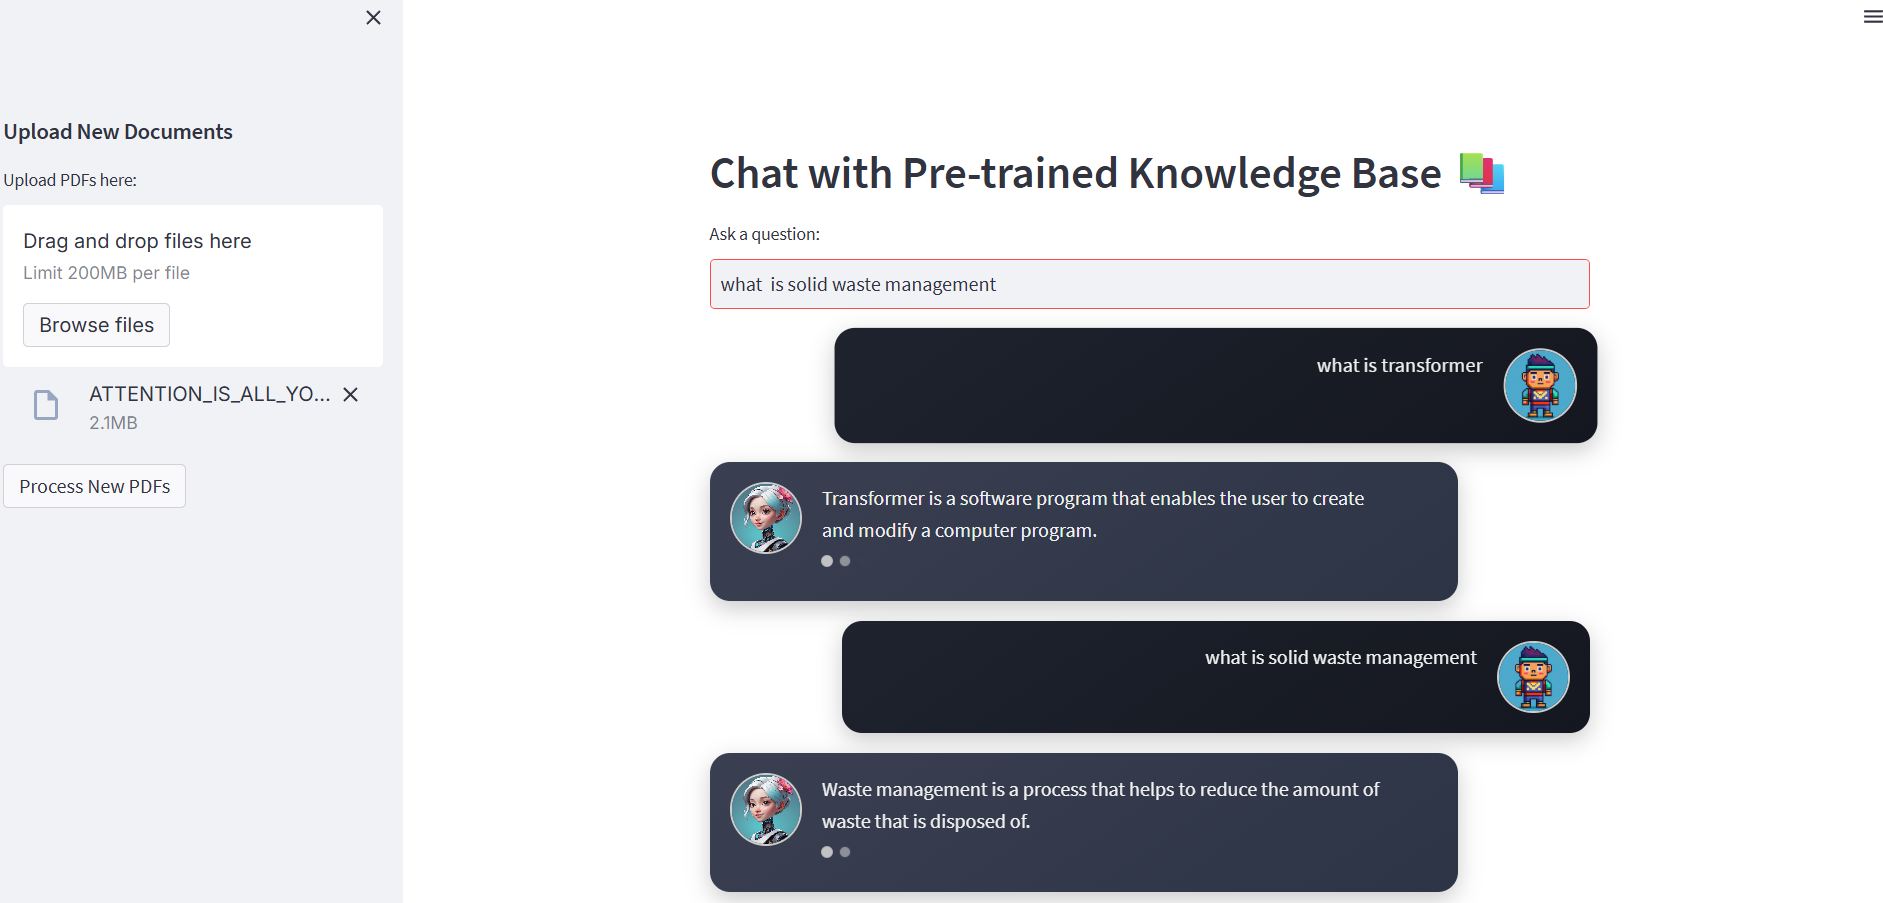 Upload New Documents
Upload PDFs here:
Drag and drop files here
Limit 200MB per file
Browse files
ATTENTION_IS_ALL_YO...
2.1MB
Process New PDFs
Chat with Pre-trained Knowledge Base
Ask a question:
what  is solid waste management
what is transformer
Transformer is a software program that enables the user to create
and modify a computer program.
what is solid waste management
Waste management is a process that helps to reduce the amount of
waste that is disposed of.